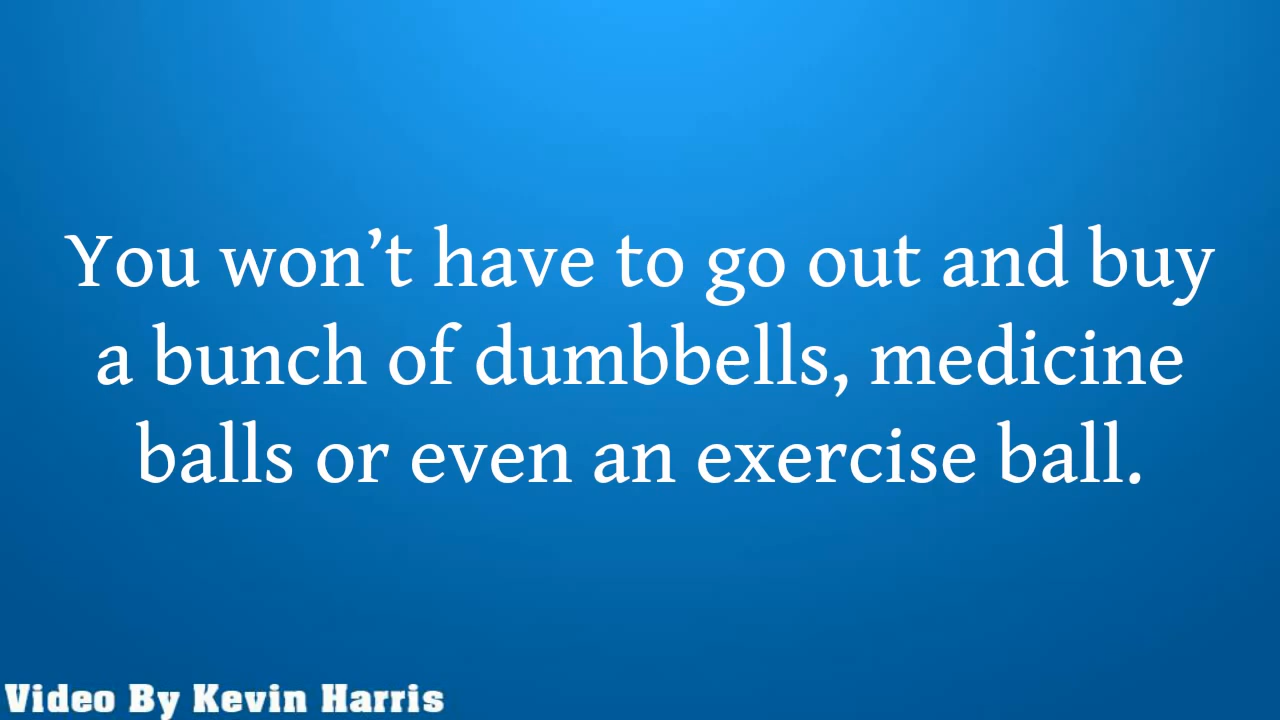 You won’t have to go out and buy
a bunch of dumbbells, medicine
balls or even an exercise ball.
Video By Kevin Harris